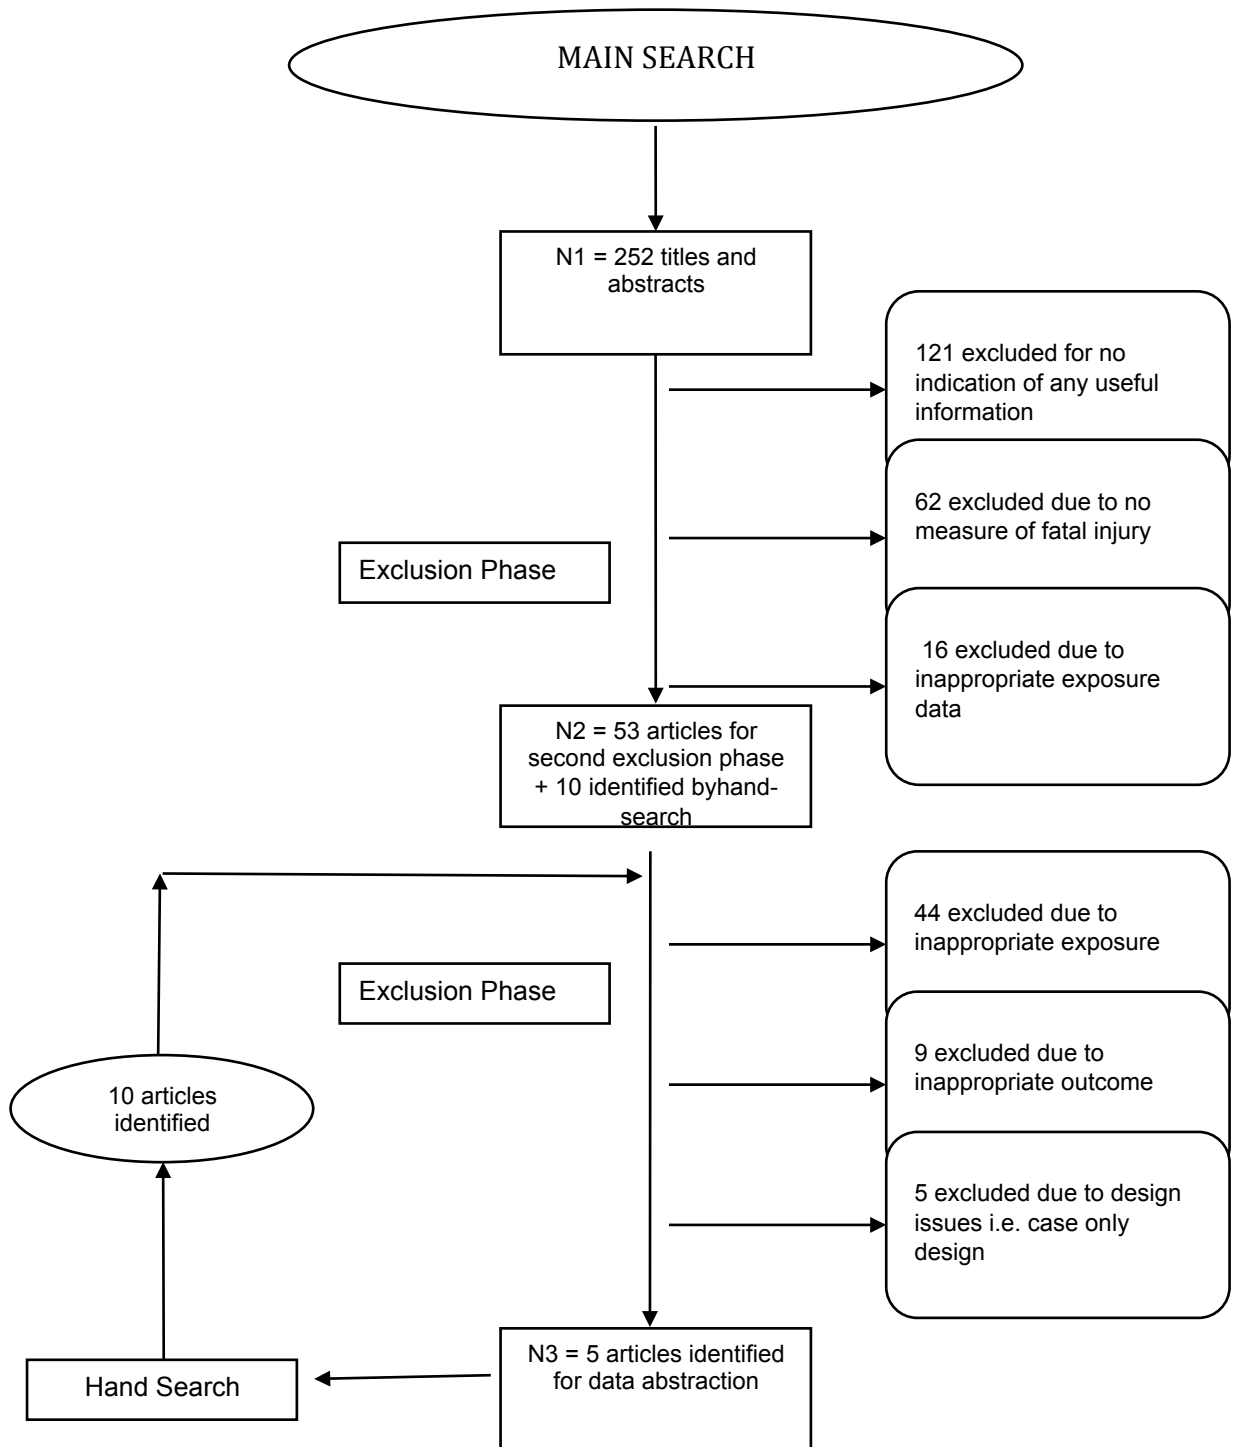 MAIN SEARCH
N1 = 252 titles and
abstracts
121 excluded for no
indication of any useful
information
62 excluded due to no
measure of fatal injury
Exclusion Phase
16 excluded due to
inappropriate exposure
data
N2 = 53 articles for
second exclusion phase
+ 10 identified byhand-
search
44 excluded due to
inappropriate exposure
Exclusion Phase
9 excluded due to
inappropriate outcome
10 articles
identified
5 excluded due to design
issues i.e. case only
design
N3 = 5 articles identified
for data abstraction
Hand Search